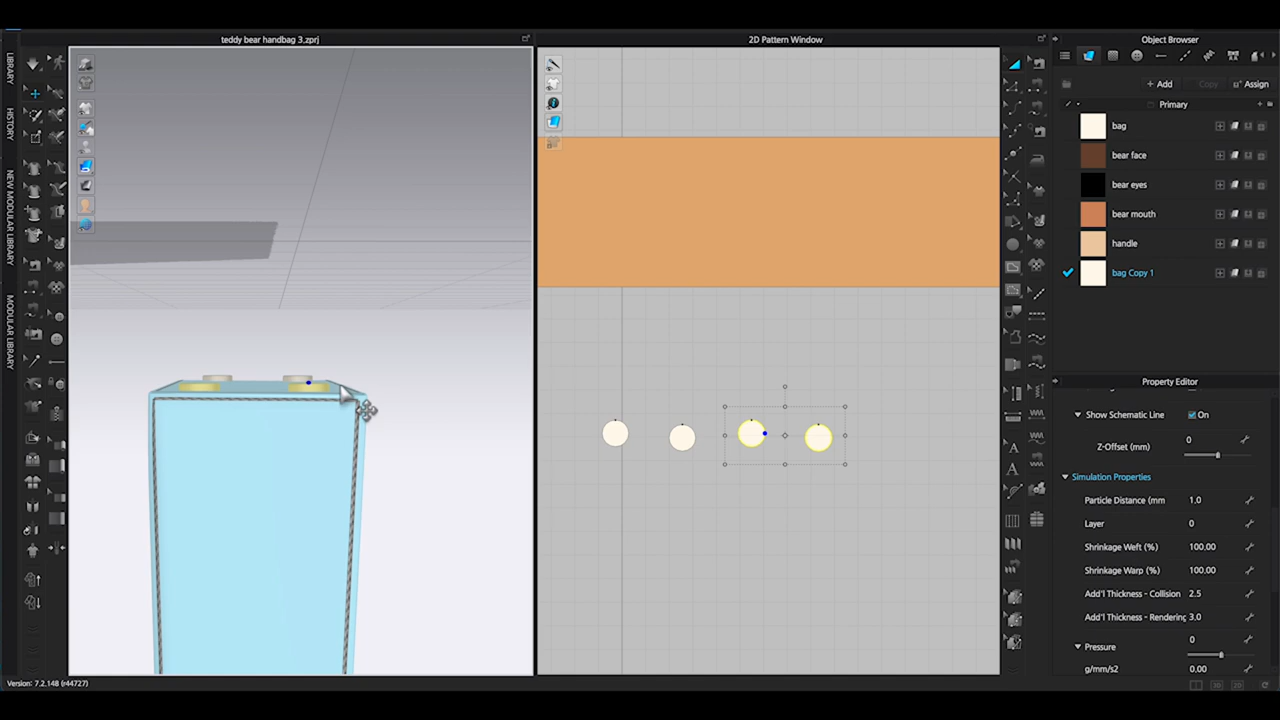 teddy bear handbag 3.zprj
2D Pattern Window
Object Browser
LIBRARY
HISTORY
NEW MODULAR LIBRARY
MODULAR LIBRARY
+ Add
Copy
Assign
Primary
bag
bear face
bear eyes
bear mouth
handle
bag Copy 1
Property Editor
Show Schematic Line
On
Z-Offset (mm)
0
Simulation Properties
Particle Distance (mm
1.0
Layer
0
Shrinkage Weft (%)
100.00
Shrinkage Warp (%)
100.00
Add'l Thickness - Collision
2.5
Add'l Thickness - Rendering
3.0
Pressure
0
g/mm/s2
0.00
Version: 7.2.148 (r44727)
3D
2D